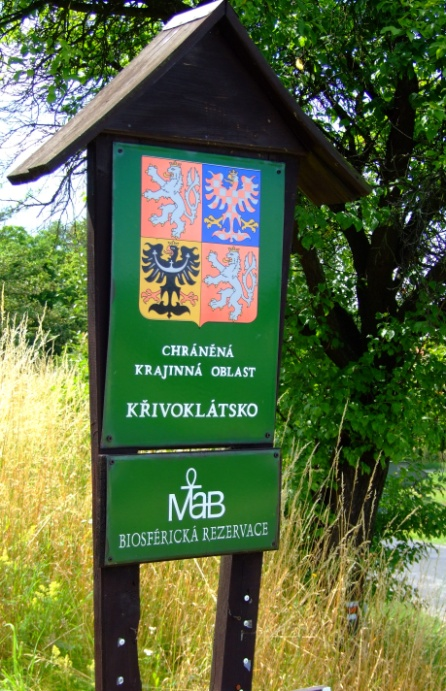 CHRÁNĚNÁ
KRAJINNÁ OBLAST
KŘIVOKLÁTSKO
MaB
BIOSFÉRICKÁ REZERVACE